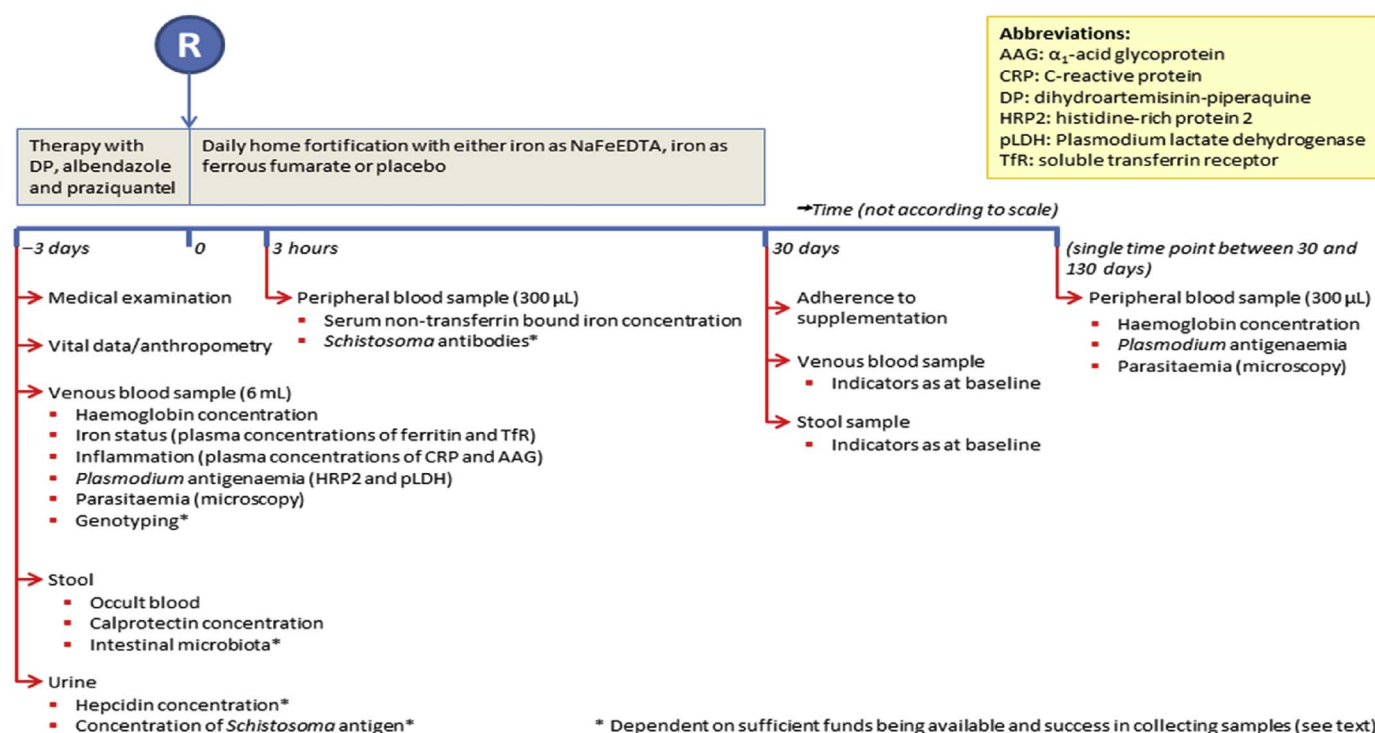 R
Abbreviations:
AAG: α₁-acid glycoprotein
CRP: C-reactive protein
DP: dihydroartemisinin-piperaquine
HRP2: histidine-rich protein 2
pLDH: Plasmodium lactate dehydrogenase
TfR: soluble transferrin receptor
Therapy with
DP, albendazole
and praziquantel
Daily home fortification with either iron as NaFeEDTA, iron as
ferrous fumarate or placebo
→Time (not according to scale)
−3 days
0
3 hours
30 days
(single time point between 30 and
130 days)
Medical examination
Vital data/anthropometry
Venous blood sample (6 mL)
▪ Haemoglobin concentration
▪ Iron status (plasma concentrations of ferritin and TfR)
▪ Inflammation (plasma concentrations of CRP and AAG)
▪ Plasmodium antigenaemia (HRP2 and pLDH)
▪ Parasitaemia (microscopy)
▪ Genotyping*
Stool
▪ Occult blood
▪ Calprotectin concentration
▪ Intestinal microbiota*
Urine
▪ Hepcidin concentration*
▪ Concentration of Schistosoma antigen*
Peripheral blood sample (300 µL)
▪ Serum non-transferrin bound iron concentration
▪ Schistosoma antibodies*
Adherence to
supplementation
Venous blood sample
▪ Indicators as at baseline
Stool sample
▪ Indicators as at baseline
Peripheral blood sample (300 µL)
▪ Haemoglobin concentration
▪ Plasmodium antigenaemia
▪ Parasitaemia (microscopy)
* Dependent on sufficient funds being available and success in collecting samples (see text)